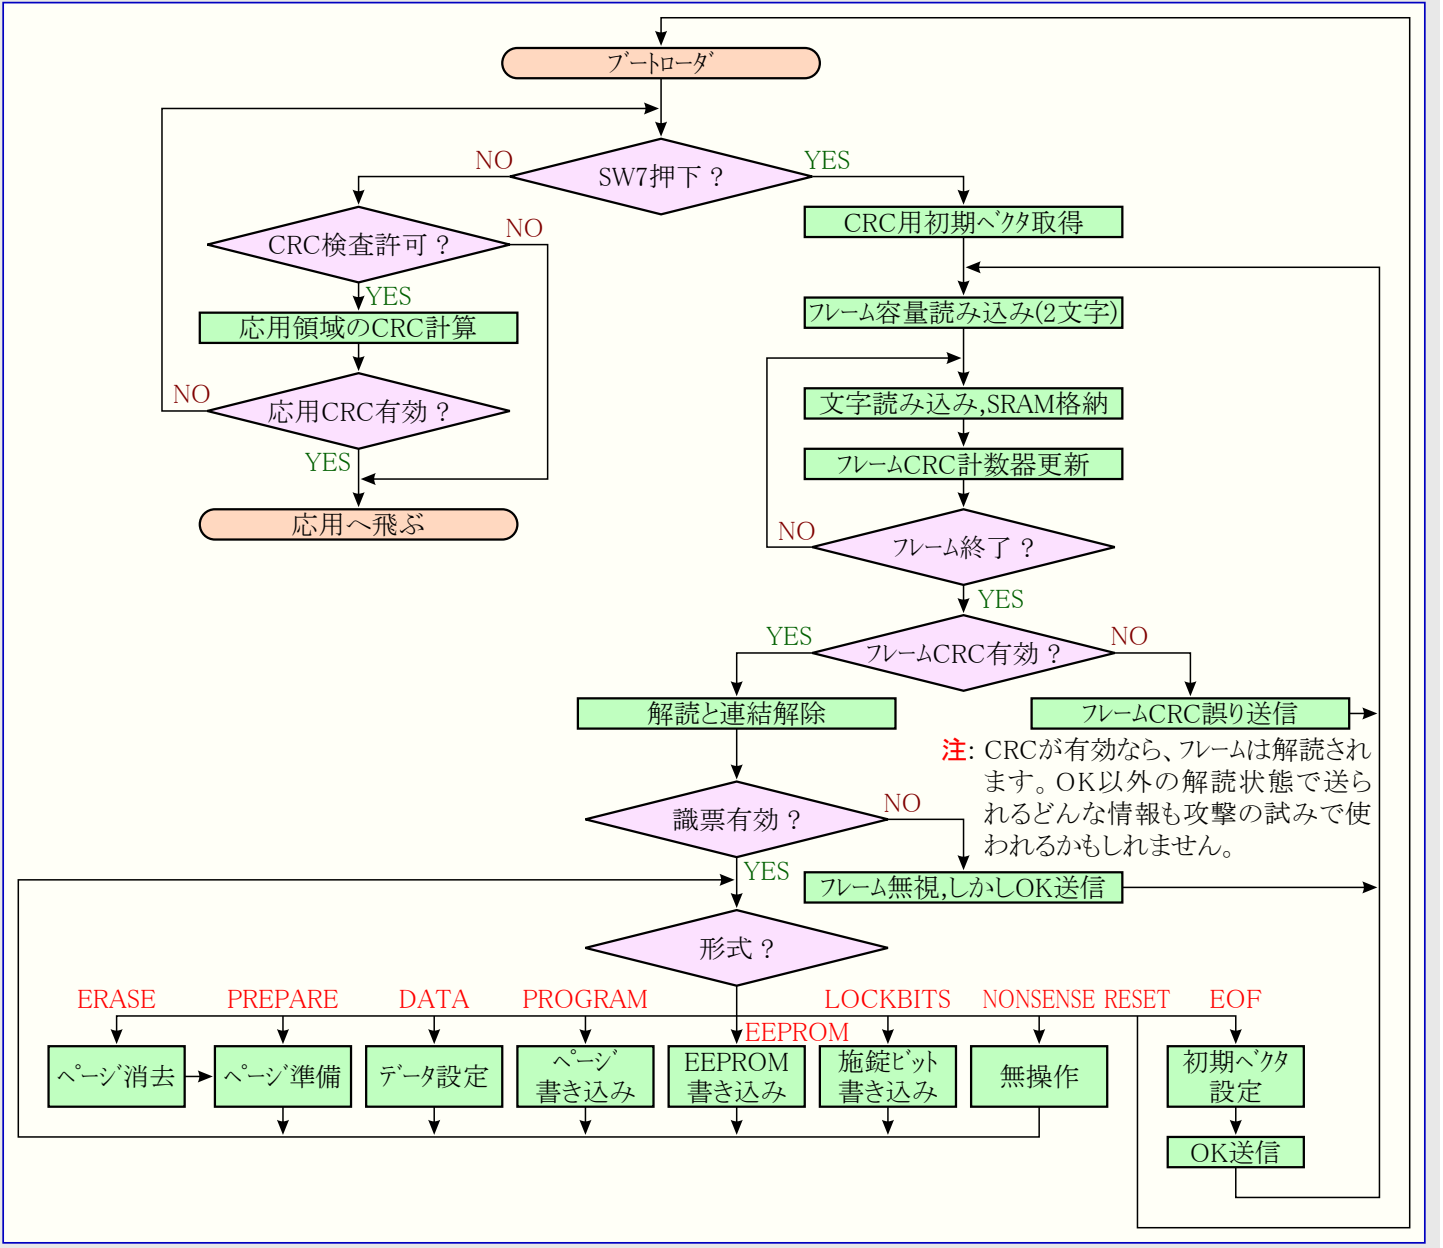 ブートローダ
NO
YES
SW7押下 ?
CRC用初期ベクタ取得
CRC検査許可 ?
NO
YES
フレーム容量読み込み(2文字)
応用領域のCRC計算
NO
応用CRC有効 ?
文字読み込み,SRAM格納
YES
フレームCRC計数器更新
応用へ飛ぶ
NO
フレーム終了 ?
YES
YES
NO
フレームCRC有効 ?
解読と連結解除
フレームCRC誤り送信
注: CRCが有効なら、フレームは解読され
ます。OK以外の解読状態で送ら
れるどんな情報も攻撃の試みで使
われるかもしれません。
識票有効 ?
NO
YES
フレーム無視,しかしOK送信
形式 ?
ERASE PREPARE DATA PROGRAM LOCKBITS NONSENSE RESET EOF
EEPROM
ページ消去
ページ準備
データ設定
ページ
書き込み
EEPROM
書き込み
施錠ビット
書き込み
無操作
初期ベクタ
設定
OK送信